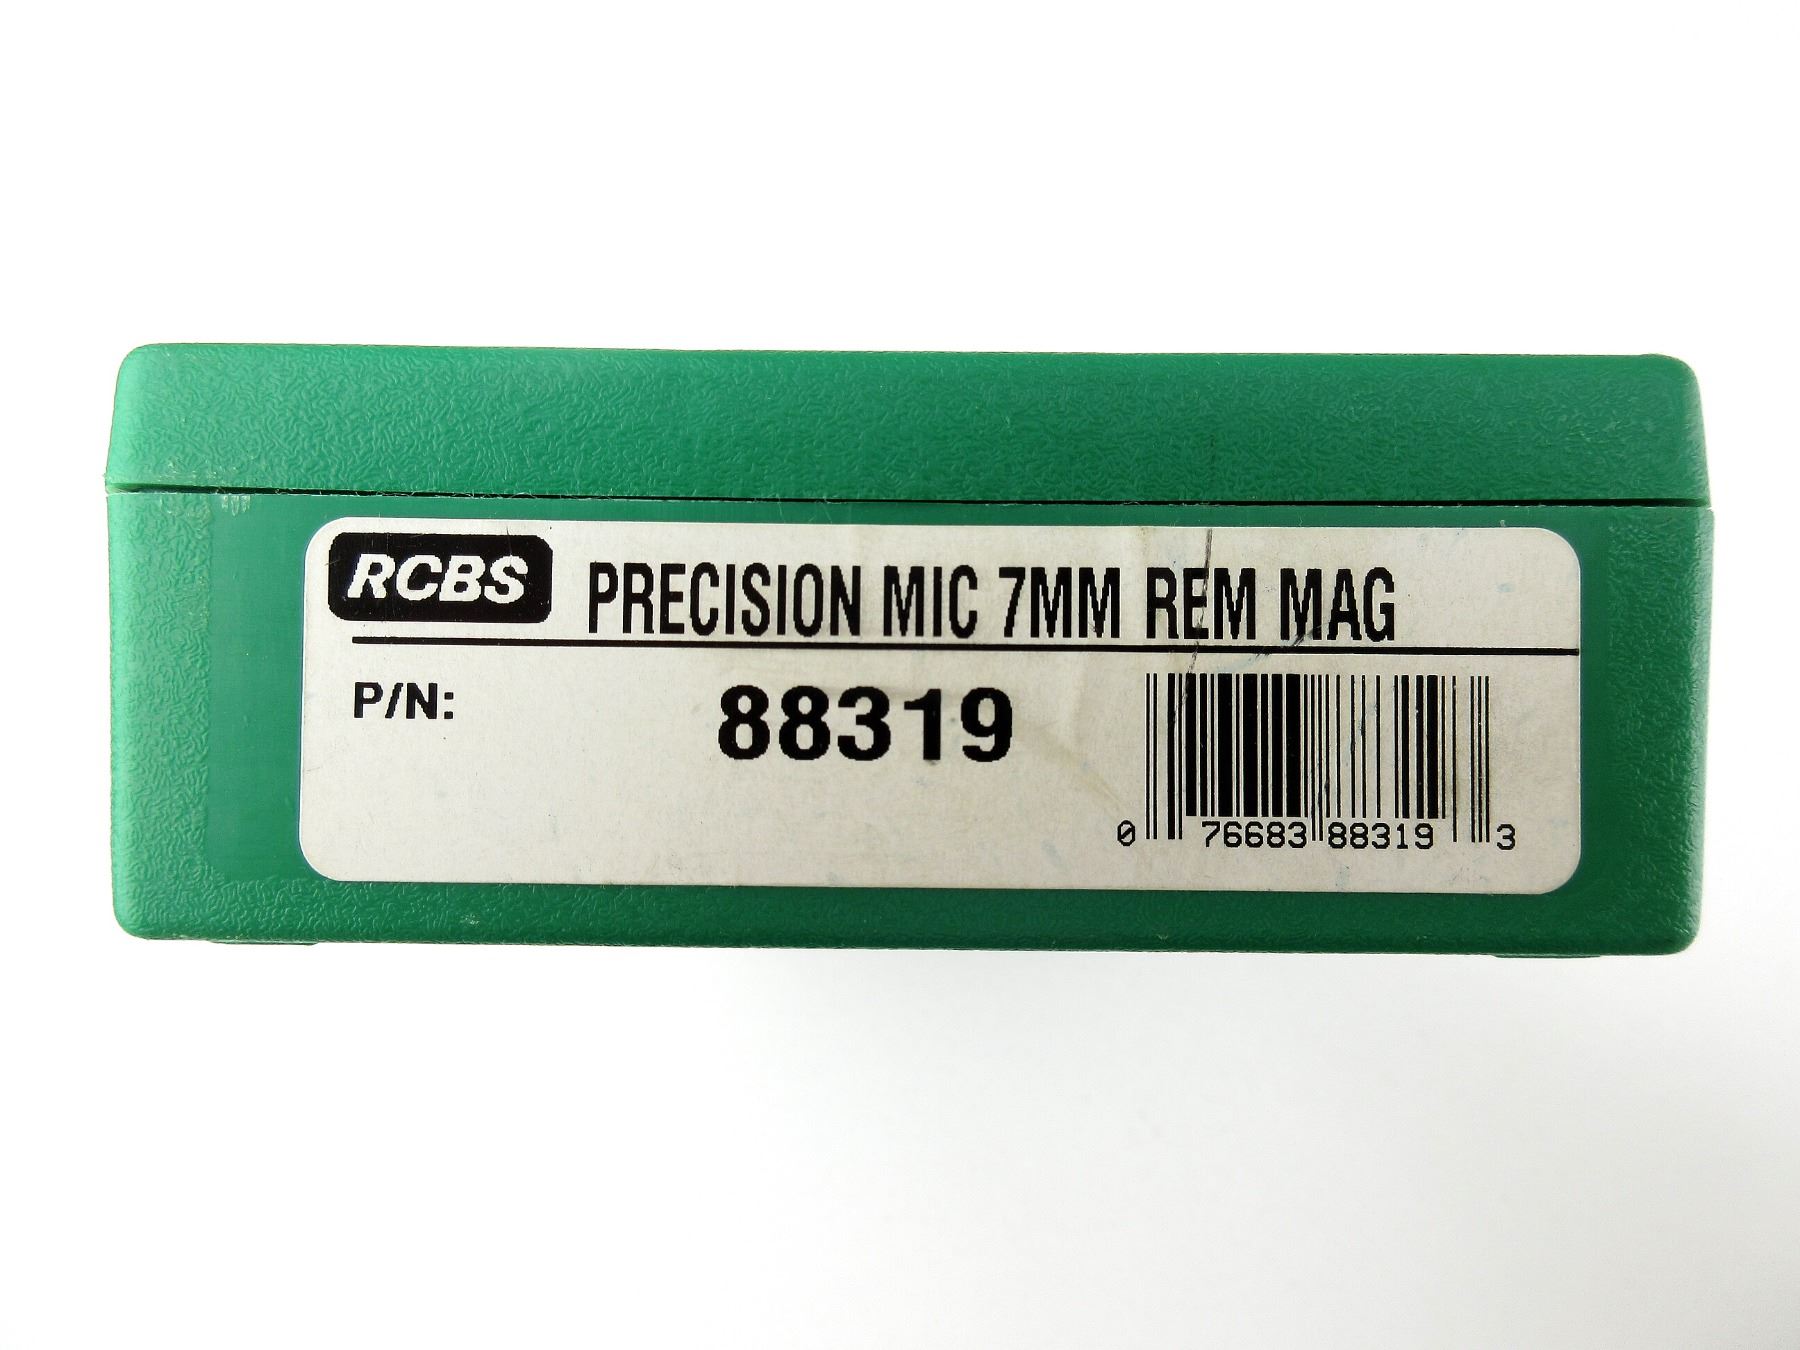 RCBS PRECISION MIC 7MM REM MAG
P/N: 88319
0 76683 88319 3